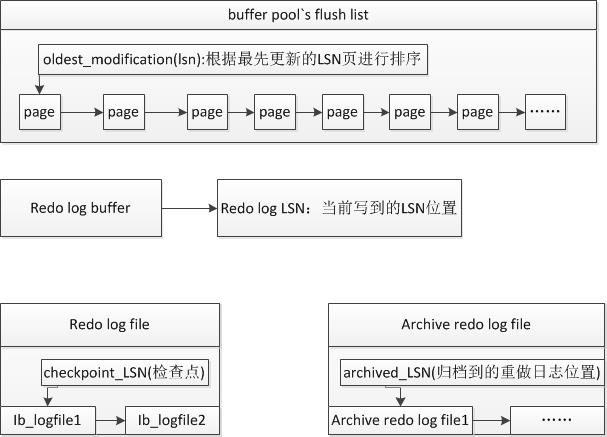 buffer pool`s flush list
oldest_modification(lsn):根据最先更新的LSN页进行排序
page
page
page
page
page
page
page
……
Redo log buffer
Redo log LSN：当前写到的LSN位置
Redo log file
checkpoint_LSN(检查点)
Ib_logfile1
Ib_logfile2
Archive redo log file
archived_LSN(归档到的重做日志位置)
Archive redo log file1
……